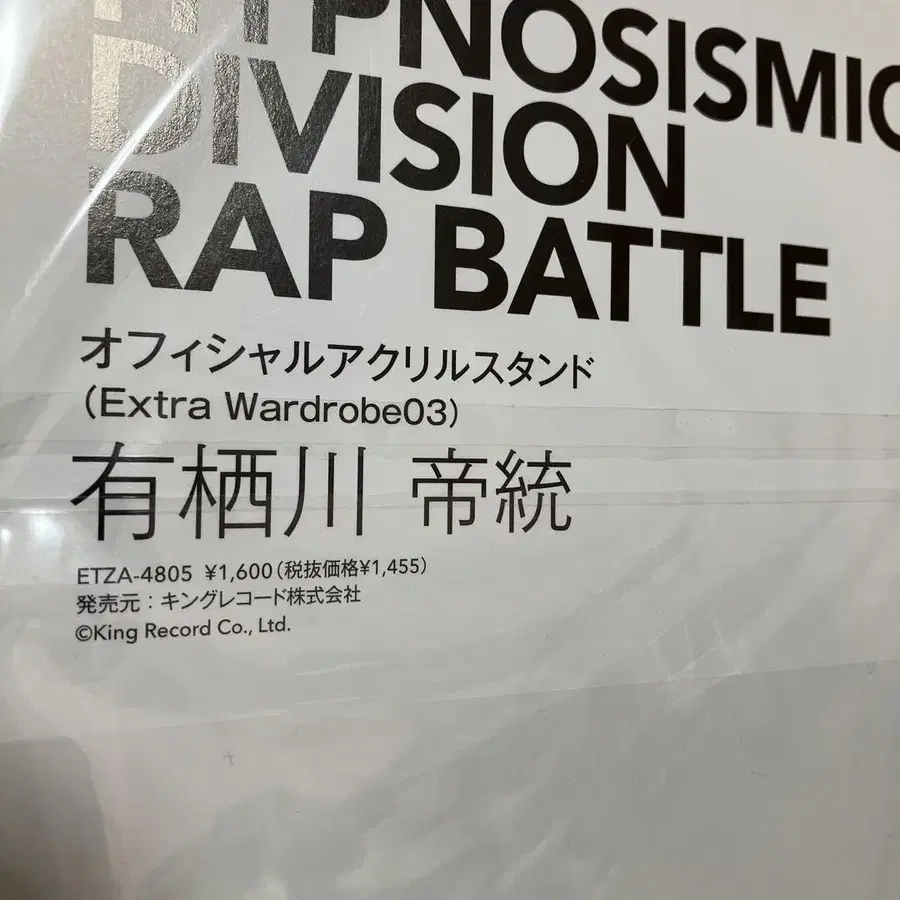 HYPNOSISMIC
DIVISION
RAP BATTLE
オフィシャルアクリルスタンド
(Extra Wardrobe03)
有栖川 帝統
ETZA-4805 ¥1,600(税抜価格¥1,455)
発売元:キングレコード株式会社
©King Record Co., Ltd.